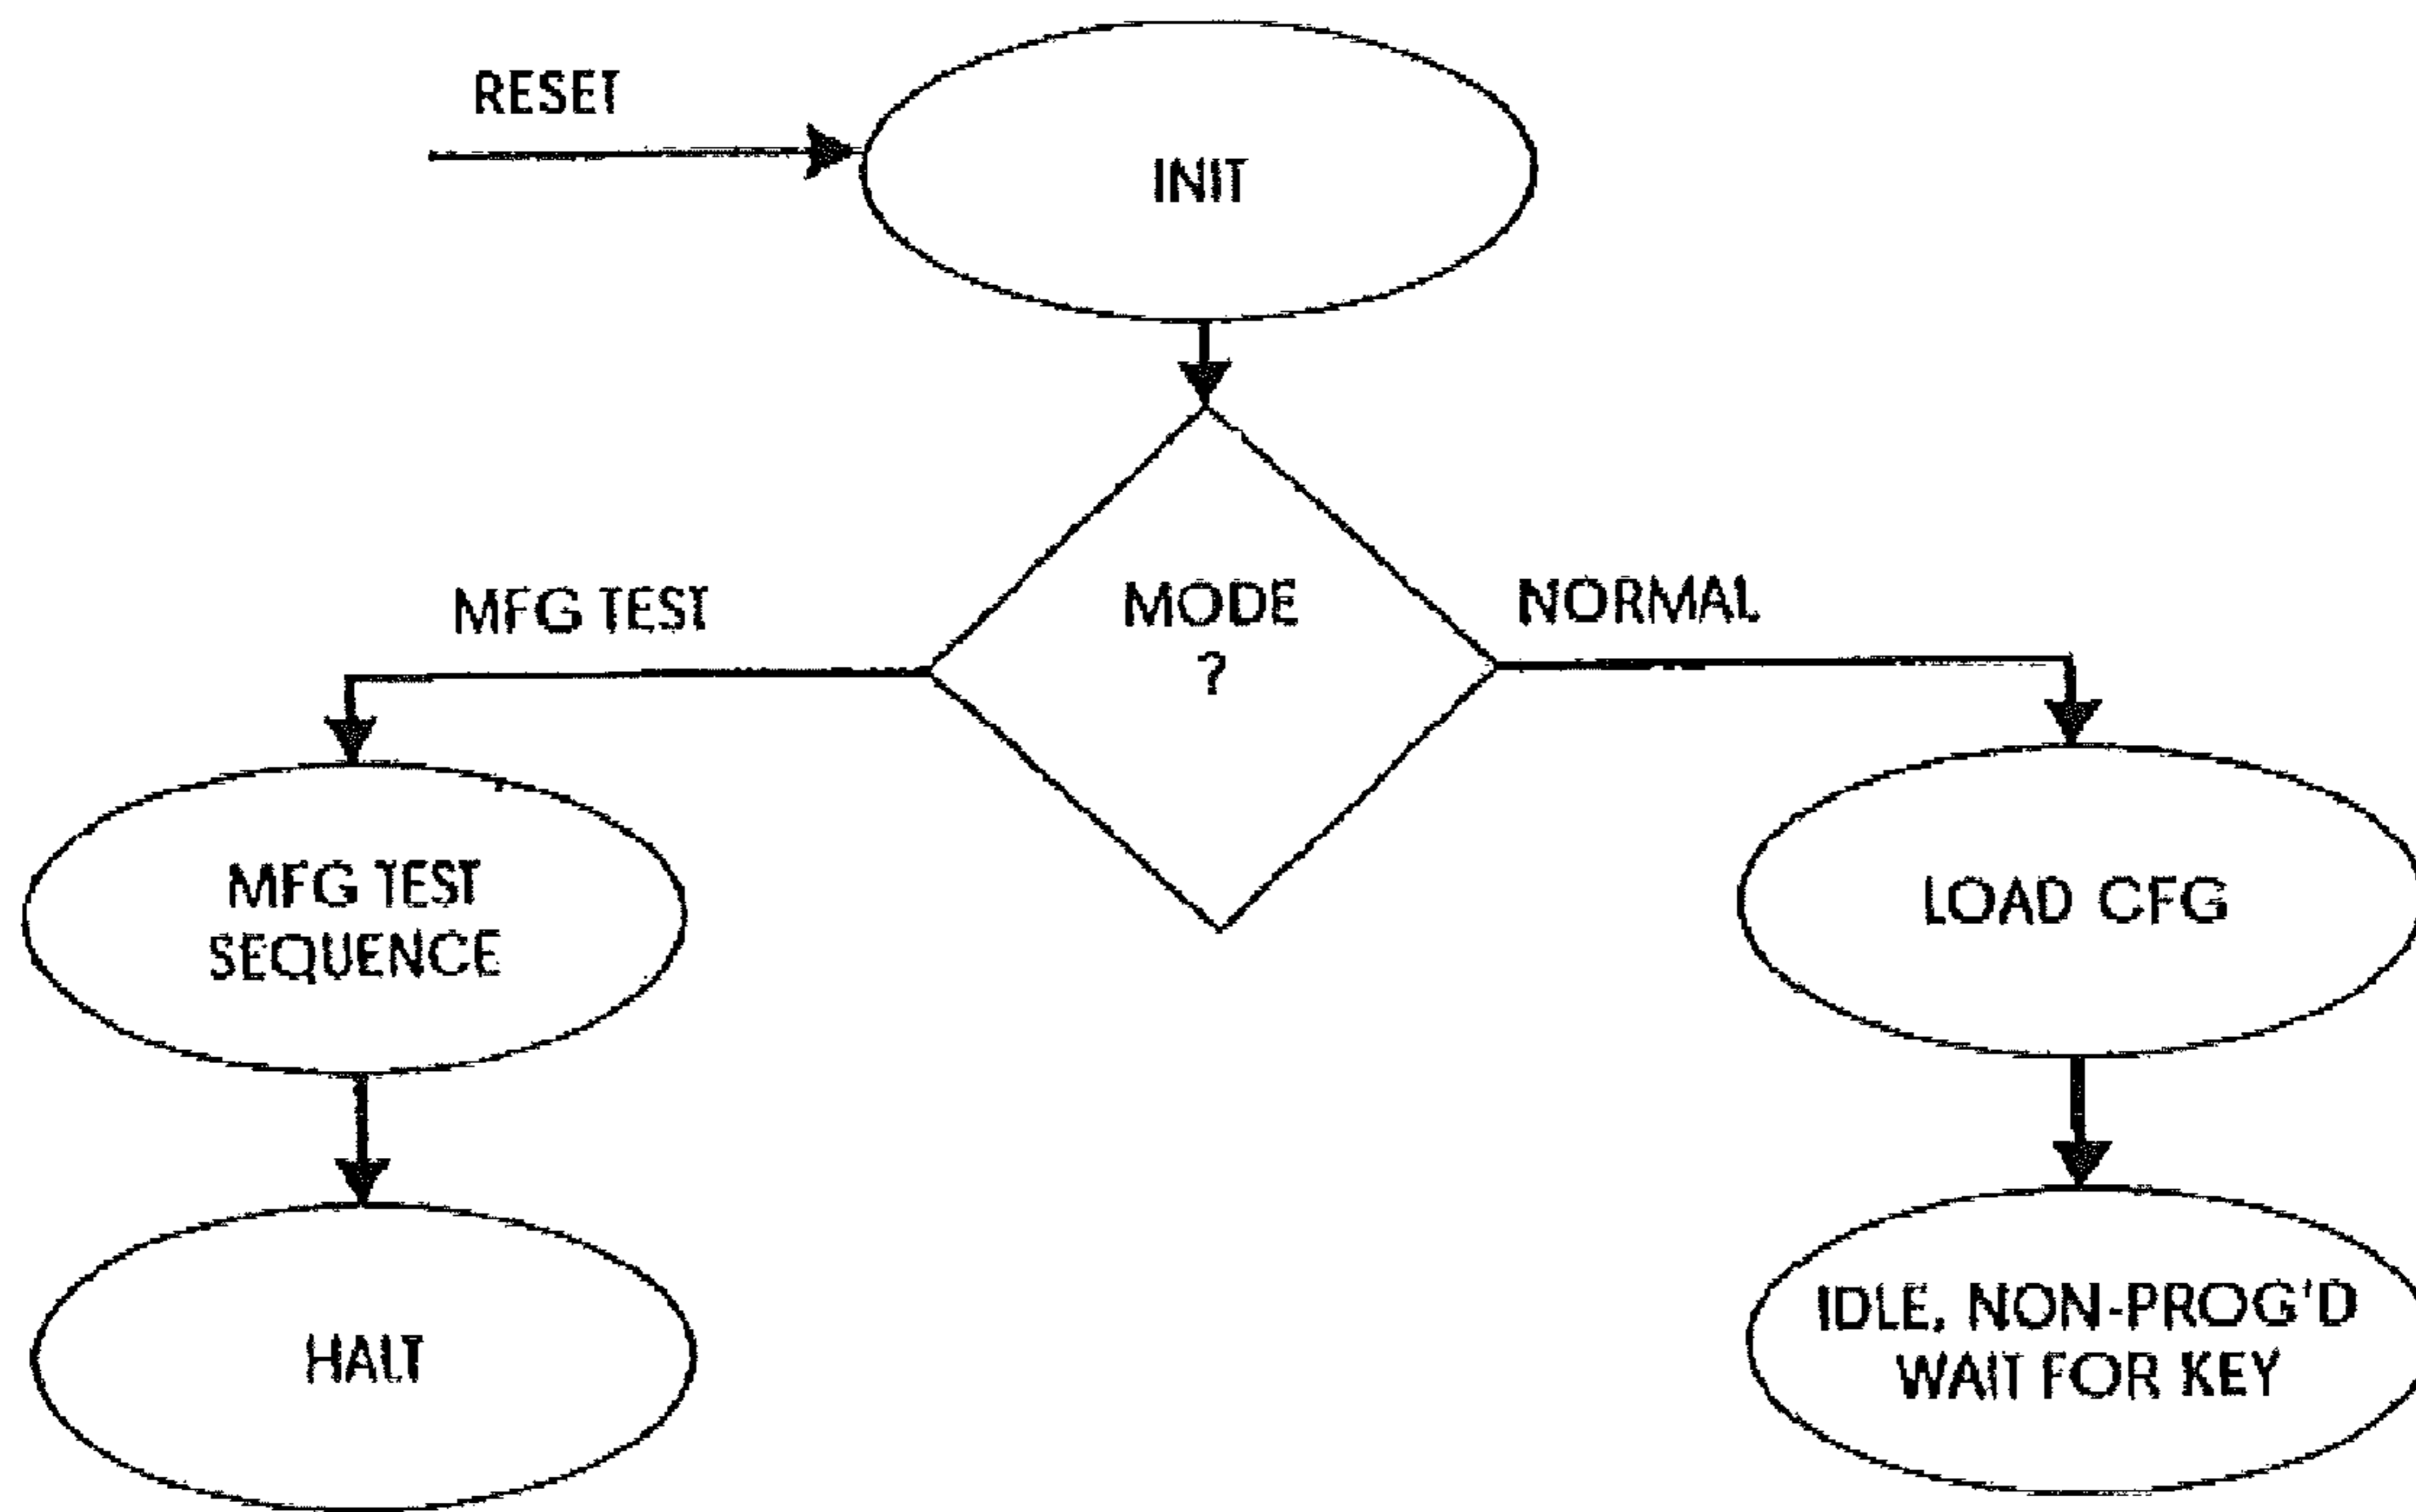 RESET
INIT
MODE
?
MFG TEST
NORMAL
MFG TEST
SEQUENCE
LOAD CFG
HALT
IDLE, NON-PROG'D
WAIT FOR KEY